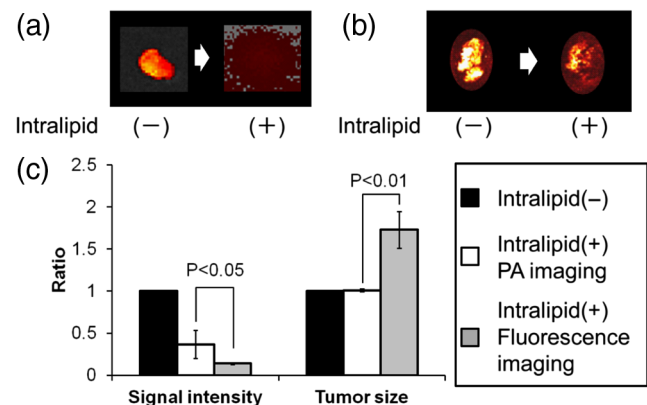 (a)
(b)
Intralipid (−) (+)
Intralipid (−) (+)
(c)
2.5
2
1.5
1
0.5
0
Ratio
P<0.05
P<0.01
Signal intensity
Tumor size
Intralipid(−)
Intralipid(+)
PA imaging
Intralipid(+)
Fluorescence
imaging